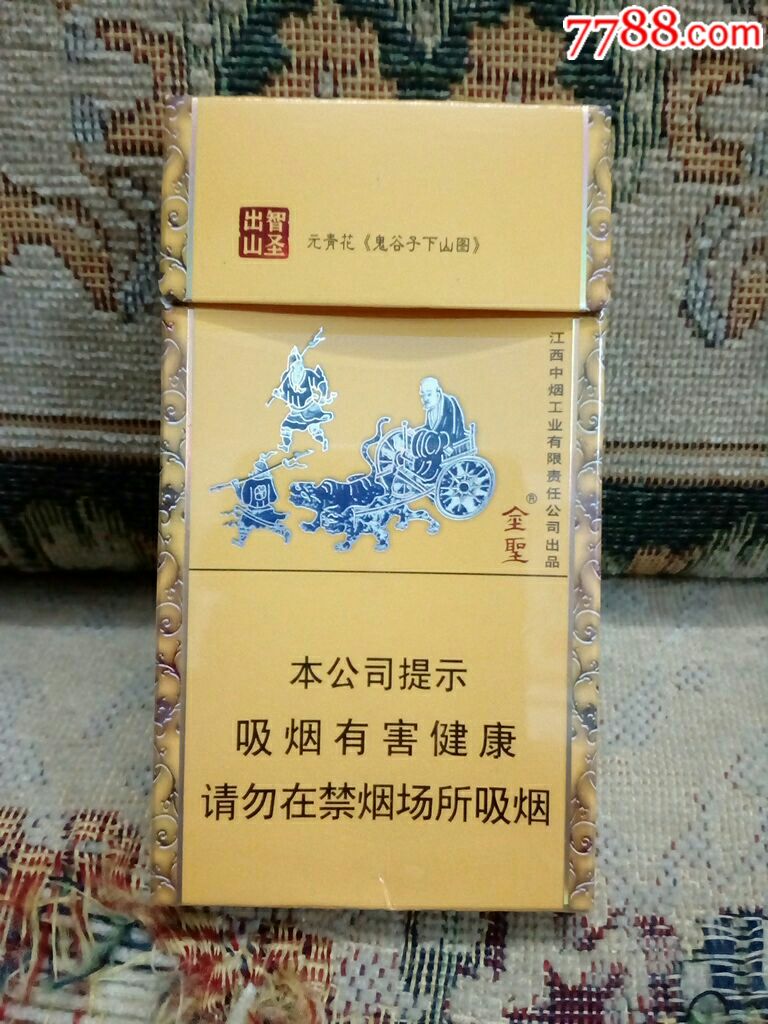 7788.com
智圣
出山
元青花《鬼谷子下山图》
江西中烟工业有限责任公司出品
金聖®
本公司提示
吸烟有害健康
请勿在禁烟场所吸烟